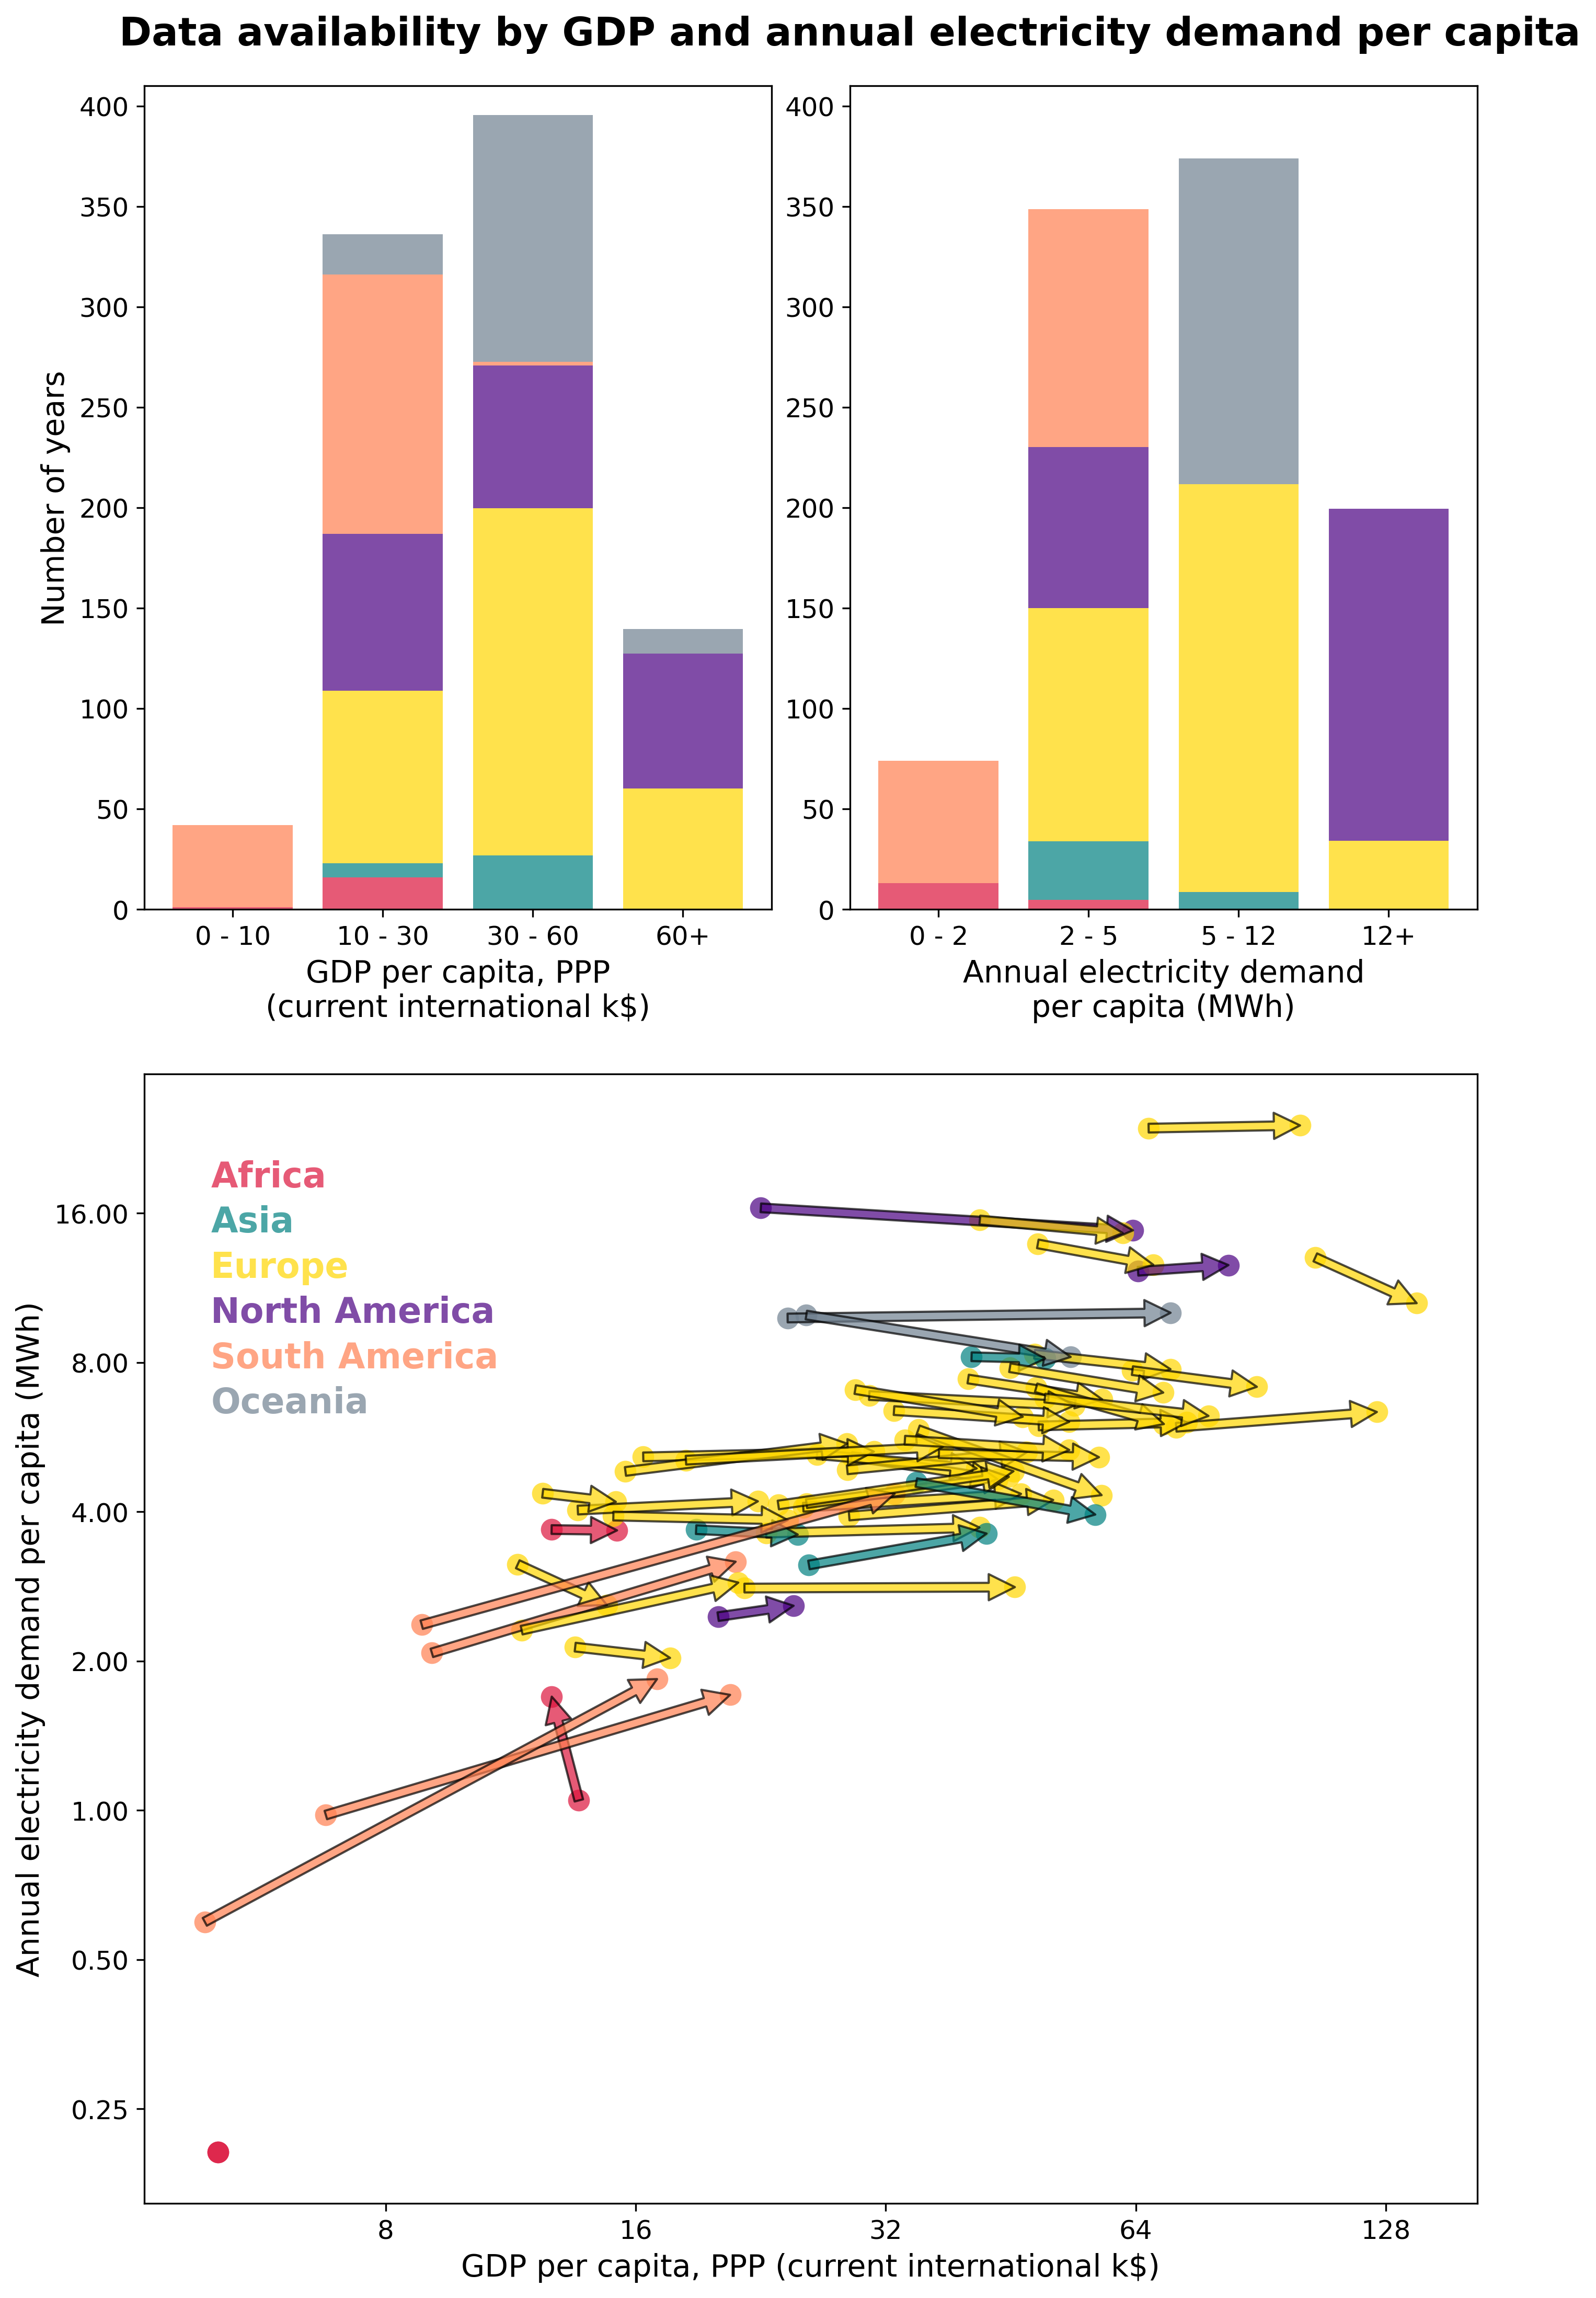 Data availability by GDP and annual electricity demand per capita
400
350
300
250
200
150
100
50
0
Number of years
0 - 10 10 - 30 30 - 60 60+
GDP per capita, PPP
(current international k$)
400
350
300
250
200
150
100
50
0
0 - 2 2 - 5 5 - 12 12+
Annual electricity demand
per capita (MWh)
Africa
Asia
Europe
North America
South America
Oceania
16.00
8.00
4.00
2.00
1.00
0.50
0.25
Annual electricity demand per capita (MWh)
8 16 32 64 128
GDP per capita, PPP (current international k$)